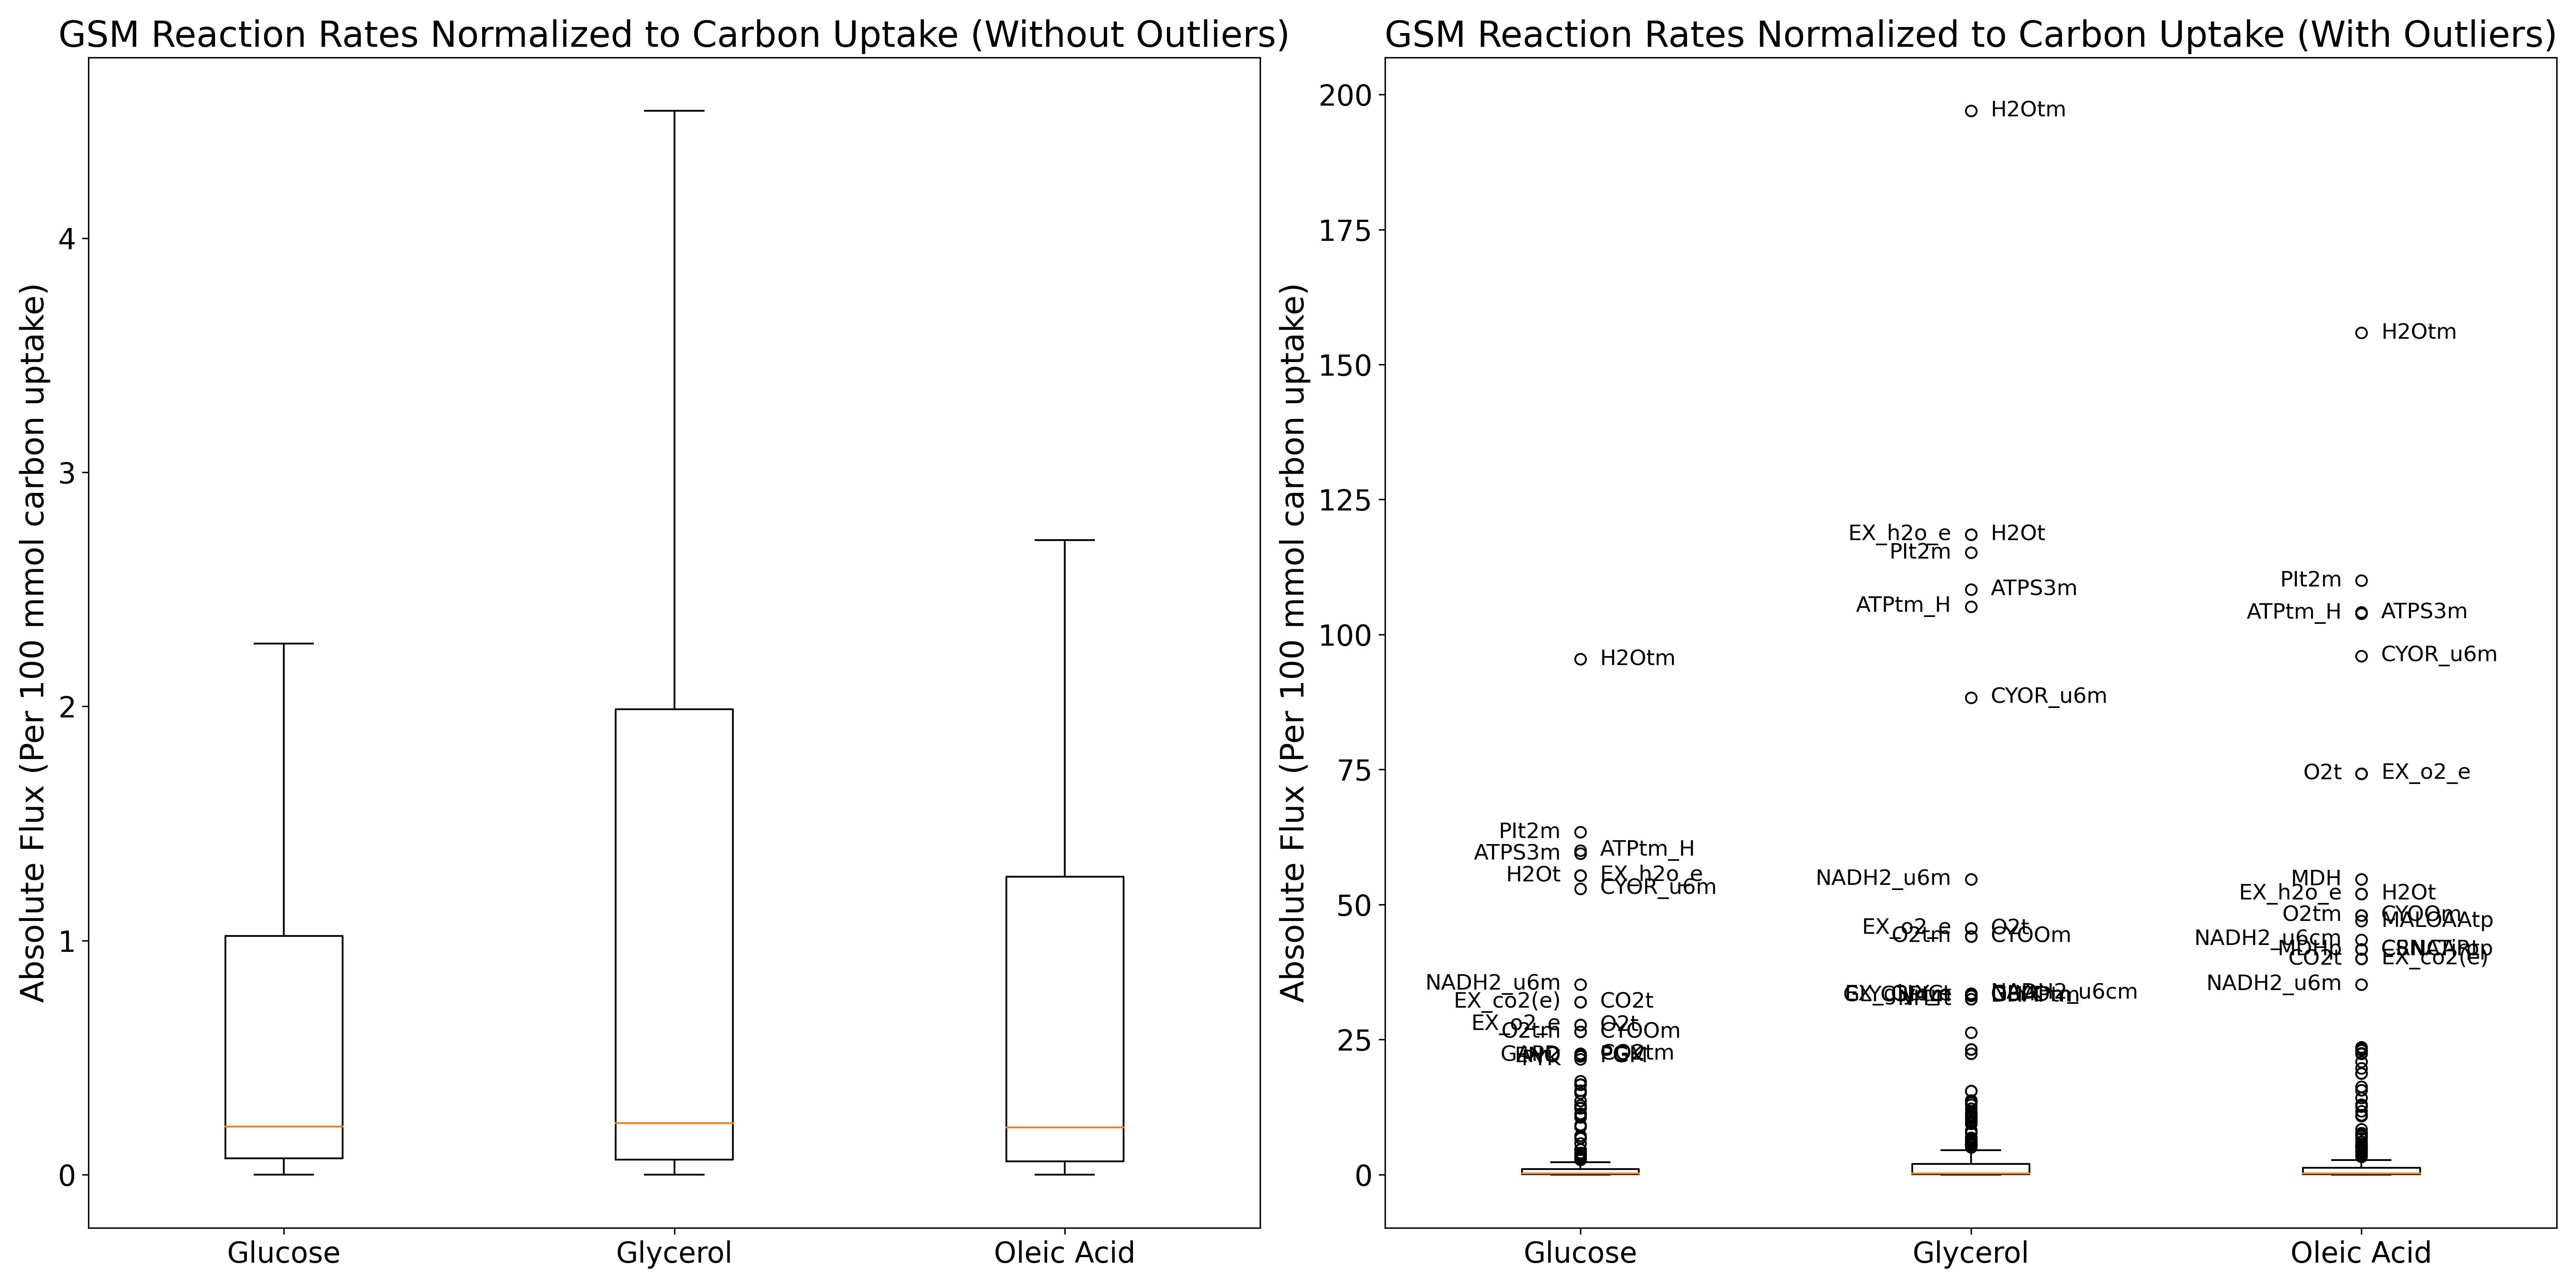 GSM Reaction Rates Normalized to Carbon Uptake (Without Outliers)
Absolute Flux (Per 100 mmol carbon uptake)
4
3
2
1
0
Glucose
Glycerol
Oleic Acid
GSM Reaction Rates Normalized to Carbon Uptake (With Outliers)
Absolute Flux (Per 100 mmol carbon uptake)
200
175
150
125
100
75
50
25
0
H2Otm
PIt2m
ATPtm_H
ATPS3m
H2Ot
EX_h2o_e
CYOR_u6m
NADH2_u6m
EX_co2(e)
CO2t
EX_o2_e
O2t
O2tm
CYOOm
CO2tm
H2Otm
EX_h2o_e
H2Ot
PIt2m
ATPS3m
ATPtm_H
CYOR_u6m
NADH2_u6m
EX_o2_e
O2t
O2tm
CYOOm
NADH2_u6cm
H2Otm
PIt2m
ATPtm_H
ATPS3m
CYOR_u6m
O2t
EX_o2_e
MDH
EX_h2o_e
H2Ot
O2tm
CYOOm
MALOAAtp
NADH2_u6cm
MDHp
CO2t
EX_co2(e)
NADH2_u6m
Glucose
Glycerol
Oleic Acid